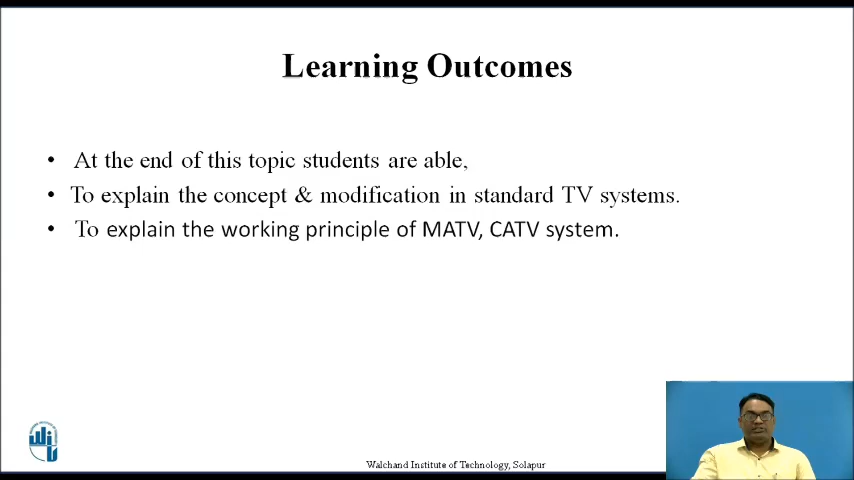 Learning Outcomes
• At the end of this topic students are able,
• To explain the concept & modification in standard TV systems.
• To explain the working principle of MATV, CATV system.
Walchand Institute of Technology, Solapur